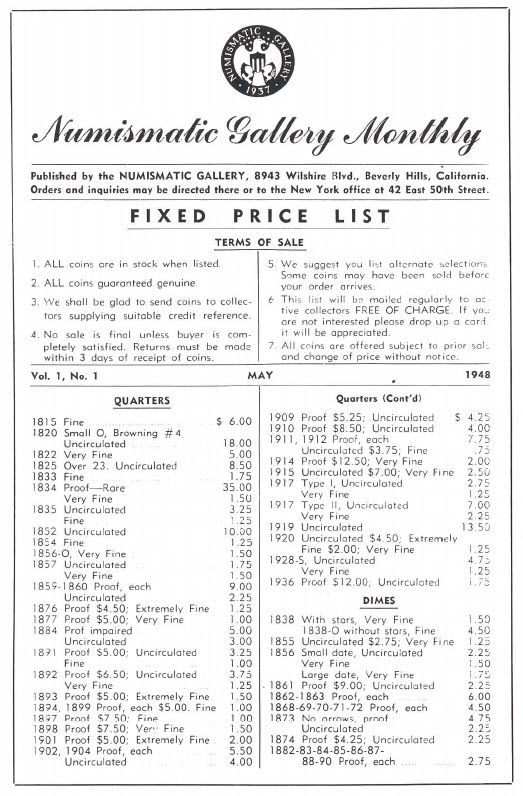 NUMISMATIC GALLERY
· 1937 ·
Numismatic Gallery Monthly
Published by the NUMISMATIC GALLERY, 8943 Wilshire Blvd., Beverly Hills, California.
Orders and inquiries may be directed there or to the New York office at 42 East 50th Street.
FIXED PRICE LIST
TERMS OF SALE
1. ALL coins are in stock when listed.
2. ALL coins guaranteed genuine.
3. We shall be glad to send coins to collec-
tors supplying suitable credit reference.
4. No sale is final unless buyer is com-
pletely satisfied. Returns must be made
within 3 days of receipt of coins.
5. We suggest you list alternate selections.
Some coins may have been sold before
your order arrives.
6 This list will be mailed regularly to ac-
tive collectors FREE OF CHARGE. If you
are not interested please drop up a card.
it will be appreciated.
7. All coins are offered subject to prior sale
and change of price without notice.
Vol. 1, No. 1 MAY 1948
QUARTERS
1815 Fine $ 6.00
1820 Small O, Browning #4
Uncirculated 18.00
1822 Very Fine 5.00
1825 Over 23. Uncirculated 8.50
1833 Fine 1.75
1834 Proof—Rare 35.00
Very Fine 1.50
1835 Uncirculated 3.25
Fine 1.25
1852 Uncirculated 10.00
1854 Fine 1.25
1856-O, Very Fine 1.50
1857 Uncirculated 1.75
Very Fine 1.50
1859-1860 Proof, each 9.00
Uncirculated 2.25
1876 Proof $4.50; Extremely Fine 1.25
1877 Proof $5.00; Very Fine 1.00
1884 Prof impaired 5.00
Uncirculated 3.00
1891 Proof $5.00; Uncirculated 3.25
Fine 1.00
1892 Proof $6.50; Uncirculated 3.75
Very Fine 1.25
1893 Proof $5.00; Extremely Fine 1.50
1894, 1899 Proof, each $5.00. Fine 1.00
1897 Proof $7.50; Fine 1.00
1898 Proof $7.50; Very Fine 1.50
1901 Proof $5.00; Extremely Fine 2.00
1902, 1904 Proof, each 5.50
Uncirculated 4.00
Quarters (Cont'd)
1909 Proof $5.25; Uncirculated $ 4.25
1910 Proof $8.50; Uncirculated 4.00
1911, 1912 Proof, each 7.75
Uncirculated $3.75; Fine .75
1914 Proof $12.50; Very Fine 2.00
1915 Uncirculated $7.00; Very Fine 2.50
1917 Type I, Uncirculated 2.75
Very Fine 1.25
1917 Type II, Uncirculated 7.00
Very Fine 2.25
1919 Uncirculated 13.50
1920 Uncirculated $4.50; Extremely
Fine $2.00; Very Fine 1.25
1928-S, Uncirculated 4.75
Very Fine 1.25
1936 Proof $12.00; Uncirculated 1.75
DIMES
1838 With stars, Very Fine 1.50
1838-O without stars, Fine 4.50
1855 Uncirculated $2.75; Very Fine 1.25
1856 Small date, Uncirculated 2.25
Very Fine 1.50
Large date, Very Fine 1.75
1861 Proof $9.00; Uncirculated 2.25
1862-1863 Proof, each 6.00
1868-69-70-71-72 Proof, each 4.50
1873 No arrows, proof 4.75
Uncirculated 2.25
1874 Proof $4.25; Uncirculated 2.25
1882-83-84-85-86-87-
88-90 Proof, each 2.75